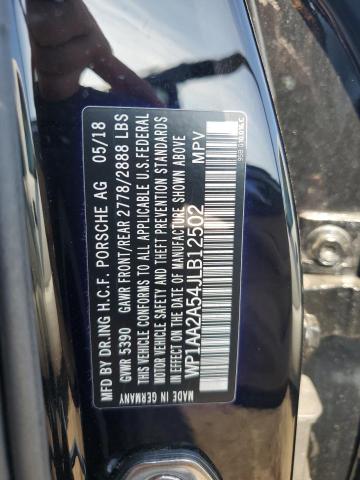 MFD BY DR.ING H.C.F. PORSCHE AG 05/18
GVWR 5390 GAWR FRONT/REAR 2778/2888 LBS
THIS VEHICLE CONFORMS TO ALL APPLICABLE U.S. FEDERAL
MOTOR VEHICLE SAFETY AND THEFT PREVENTION STANDARDS
IN EFFECT ON THE DATE OF MANUFACTURE SHOWN ABOVE
WP1AA2A54JLB12502 MPV
MADE IN GERMANY